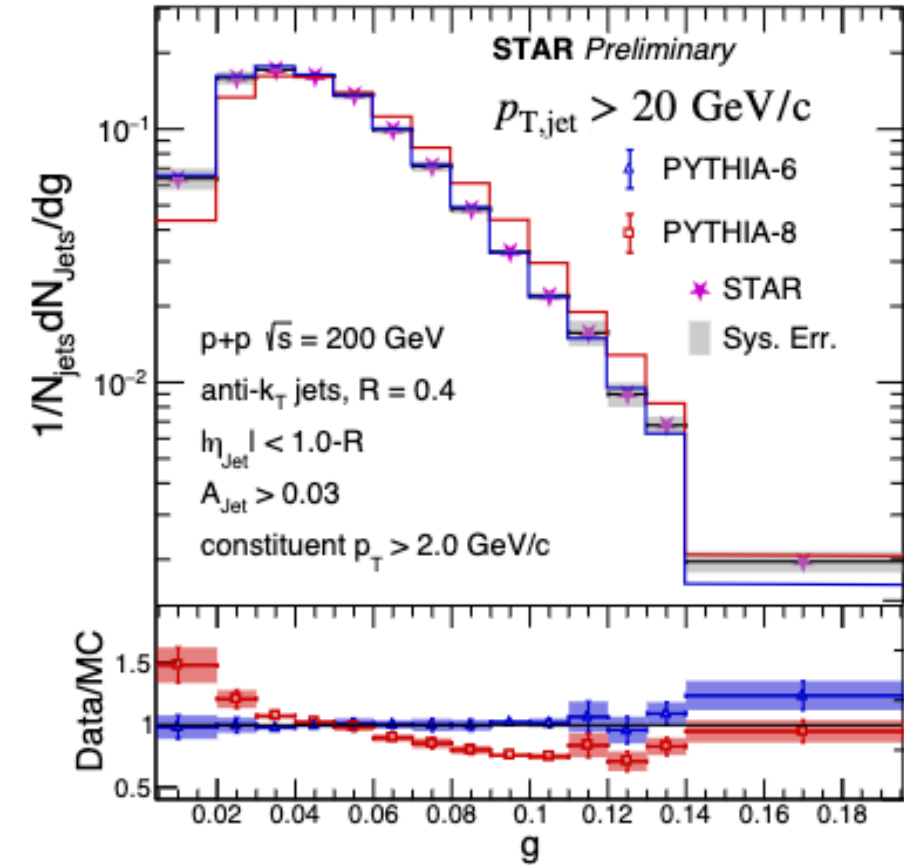 STAR Preliminary
p_T,jet > 20 GeV/c
PYTHIA-6
PYTHIA-8
STAR
Sys. Err.
p+p √s = 200 GeV
anti-k_T jets, R = 0.4
|η_Jet| < 1.0-R
A_Jet > 0.03
constituent p_T > 2.0 GeV/c
1/N_jets dN_Jets/dg
10⁻¹
10⁻²
Data/MC
1.5
1
0.5
0.02 0.04 0.06 0.08 0.1 0.12 0.14 0.16 0.18
g